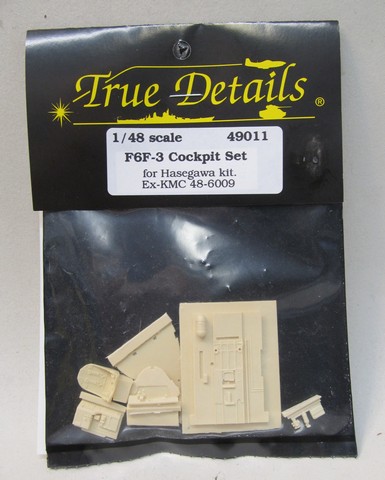 True Details ®
1/48 scale 49011
F6F-3 Cockpit Set
for Hasegawa kit.
Ex-KMC 48-6009